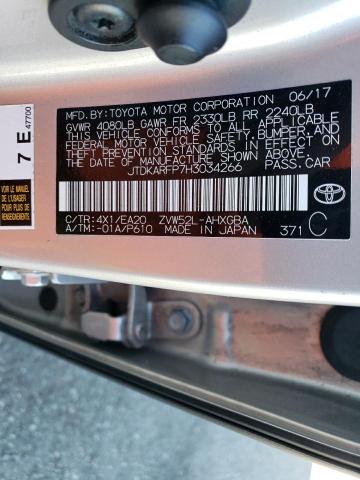 MFD. BY: TOYOTA MOTOR CORPORATION 06/17
GVWR 4080LB GAWR FR 2330LB RR 2240LB
THIS VEHICLE CONFORMS TO ALL APPLICABLE
FEDERAL MOTOR VEHICLE SAFETY, BUMPER, AND
THEFT PREVENTION STANDARDS IN EFFECT ON THE
DATE OF MANUFACTURE SHOWN ABOVE.
JTDKARFP7H3034266 PASS.CAR
C/TR: 4X1/EA20 ZVW52L-AHXGBA
A/TM: -01A/P610 MADE IN JAPAN 371 C
TOYOTA
7 E
47700
VOIR LE MANUEL
DE L'USAGER
POUR PLUS DE